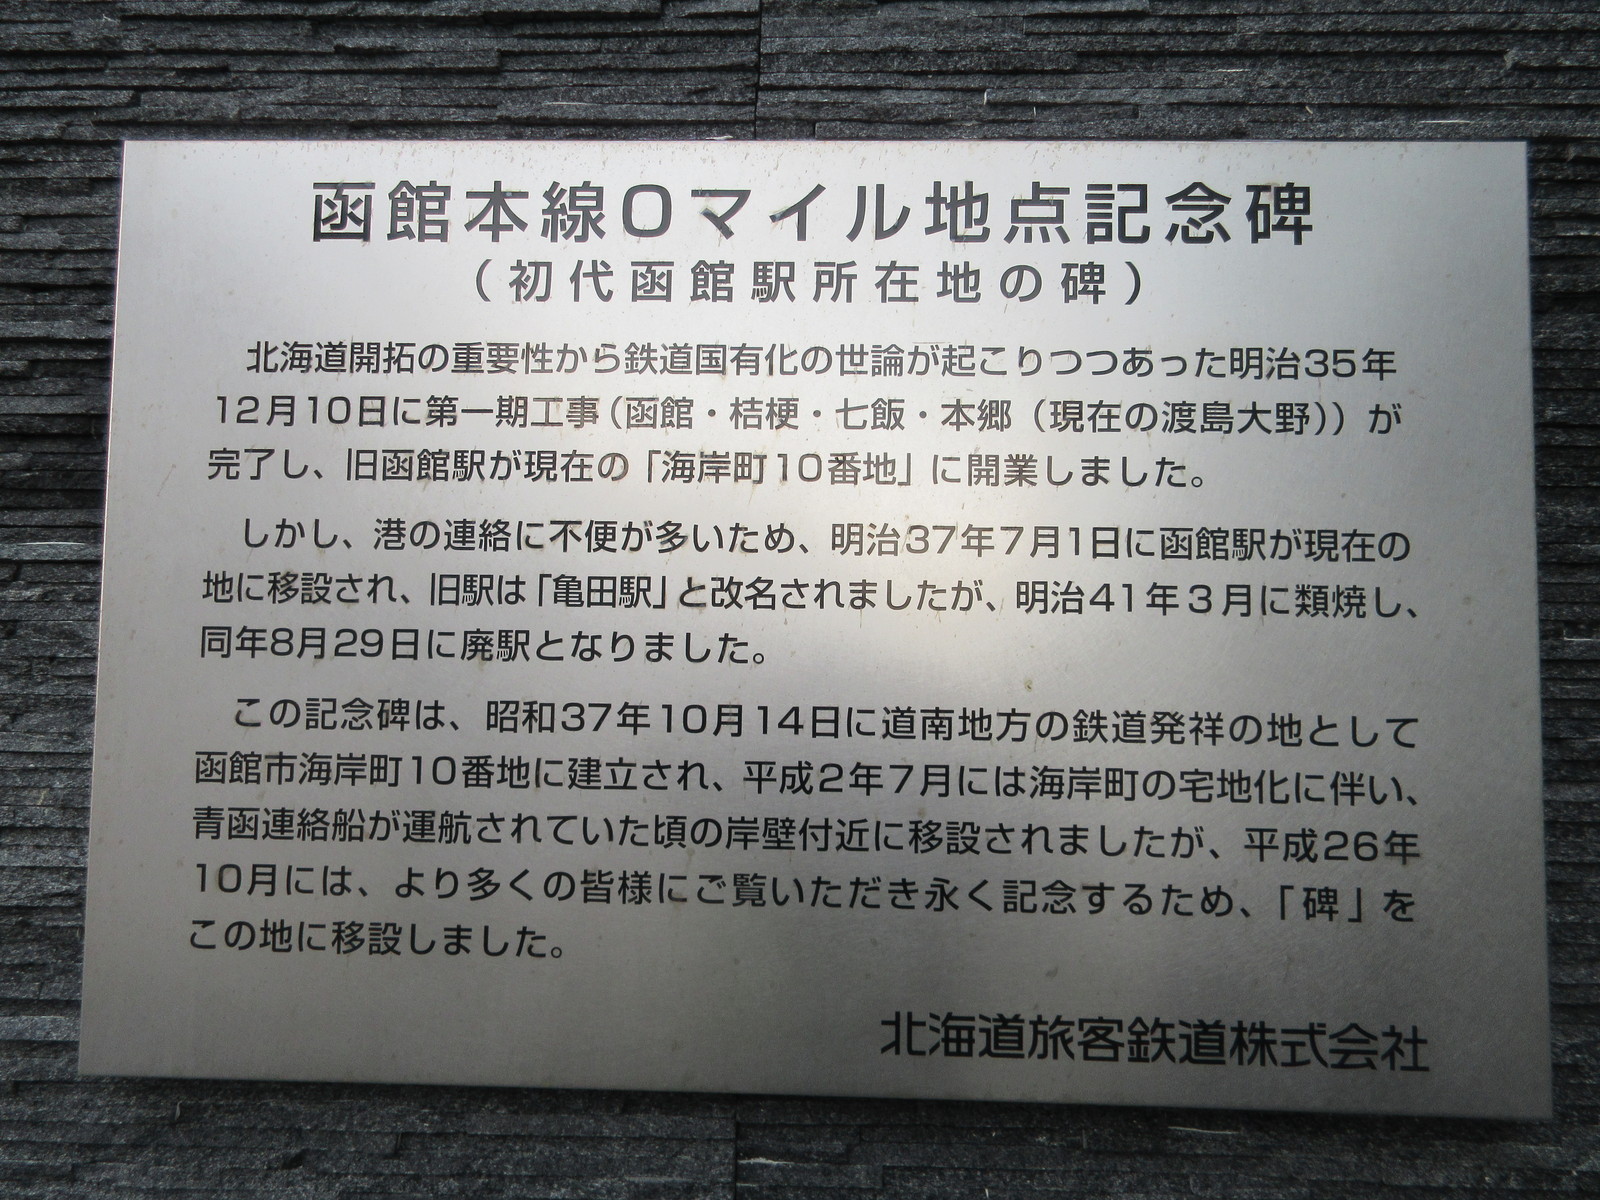 函館本線0マイル地点記念碑
（初代函館駅所在地の碑）
北海道開拓の重要性から鉄道国有化の世論が起こりつつあった明治35年
12月10日に第一期工事（函館・桔梗・七飯・本郷（現在の渡島大野））が
完了し、旧函館駅が現在の「海岸町10番地」に開業しました。
しかし、港の連絡に不便が多いため、明治37年7月1日に函館駅が現在の
地に移設され、旧駅は「亀田駅」と改名されましたが、明治41年3月に類焼し、
同年8月29日に廃駅となりました。
この記念碑は、昭和37年10月14日に道南地方の鉄道発祥の地として
函館市海岸町10番地に建立され、平成2年7月には海岸町の宅地化に伴い、
青函連絡船が運航されていた頃の岸壁付近に移設されましたが、平成26年
10月には、より多くの皆様にご覧いただき永く記念するため、「碑」を
この地に移設しました。
北海道旅客鉄道株式会社